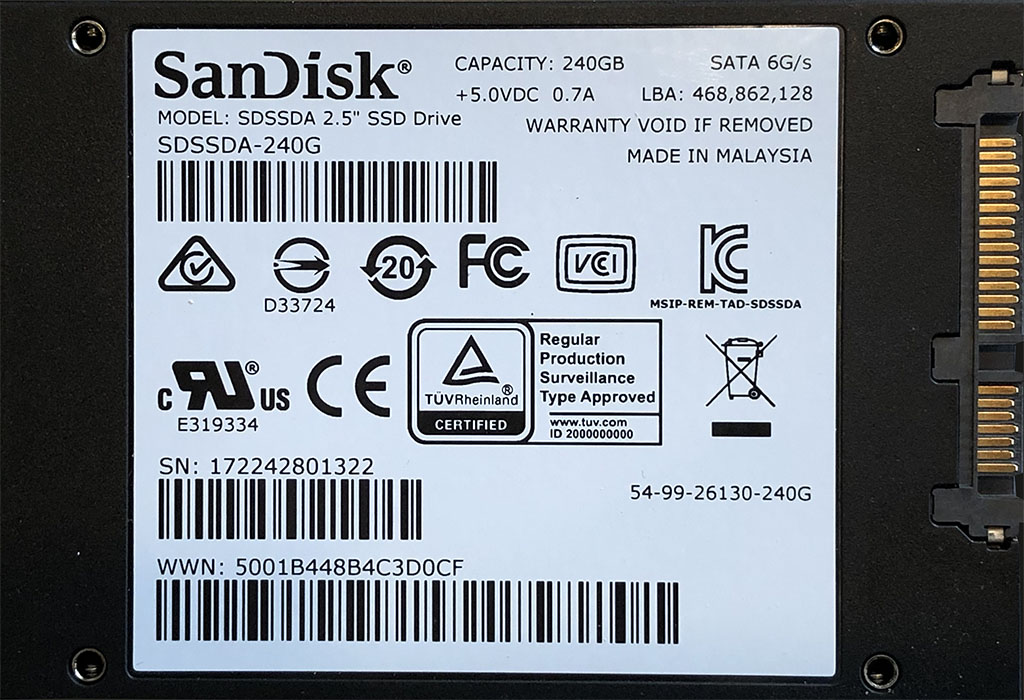 SanDisk®
CAPACITY: 240GB
SATA 6G/s
+5.0VDC 0.7A
LBA: 468,862,128
MODEL: SDSSDA 2.5" SSD Drive
WARRANTY VOID IF REMOVED
SDSSDA-240G
MADE IN MALAYSIA
D33724
20
FC
VCI
KC
MSIP-REM-TAD-SDSSDA
c RU ® US
E319334
CE
TÜVRheinland®
CERTIFIED
Regular
Production
Surveillance
Type Approved
www.tuv.com
ID 2000000000
SN: 172242801322
54-99-26130-240G
WWN: 5001B448B4C3D0CF